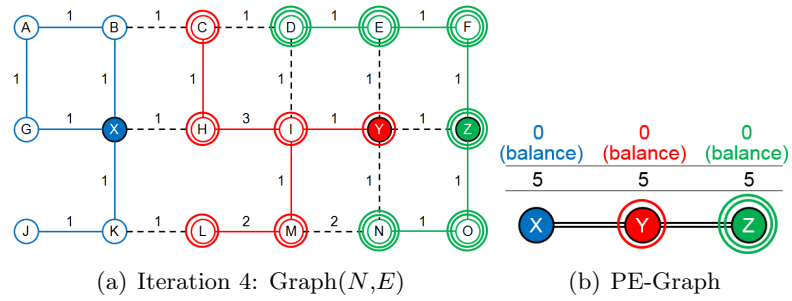 1 1 1 1 1
A B C D E F
1 1 1 1 1 1
1 1 3 1 1
G X H I Y Z
1 1 1 1
1 1 2 2 1
J K L M N O
(a) Iteration 4: Graph(N,E)
0 0 0
(balance) (balance) (balance)
5 5 5
X Y Z
(b) PE-Graph